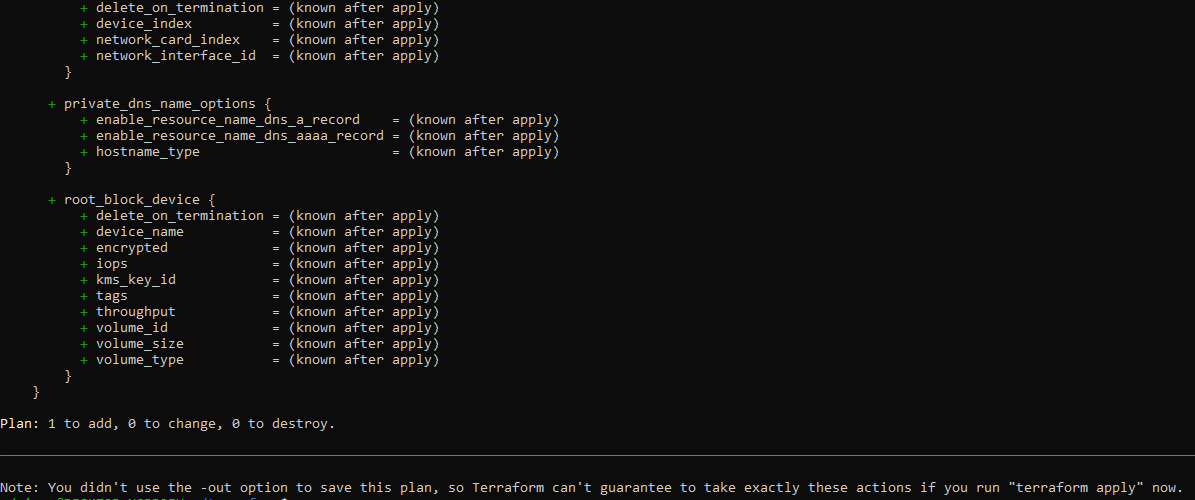 + delete_on_termination = (known after apply)
+ device_index          = (known after apply)
+ network_card_index    = (known after apply)
+ network_interface_id  = (known after apply)
}
+ private_dns_name_options {
+ enable_resource_name_dns_a_record    = (known after apply)
+ enable_resource_name_dns_aaaa_record = (known after apply)
+ hostname_type                        = (known after apply)
}
+ root_block_device {
+ delete_on_termination = (known after apply)
+ device_name           = (known after apply)
+ encrypted             = (known after apply)
+ iops                  = (known after apply)
+ kms_key_id            = (known after apply)
+ tags                  = (known after apply)
+ throughput            = (known after apply)
+ volume_id             = (known after apply)
+ volume_size           = (known after apply)
+ volume_type           = (known after apply)
}
}
Plan: 1 to add, 0 to change, 0 to destroy.
Note: You didn't use the -out option to save this plan, so Terraform can't guarantee to take exactly these actions if you run "terraform apply" now.